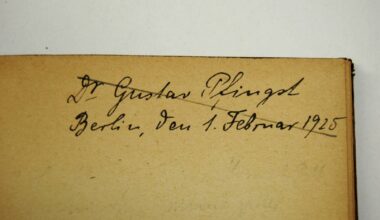 Dr Gustav Pfingst
Berlin, den 1. Februar 1925